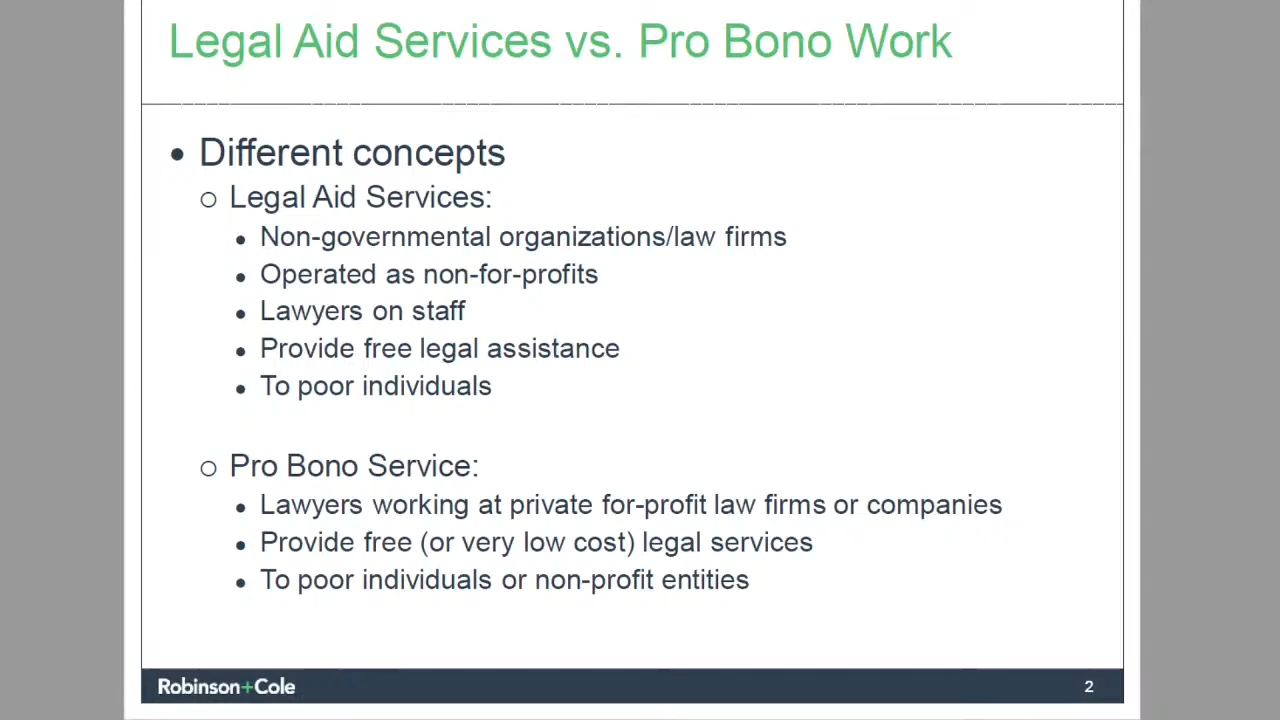 Legal Aid Services vs. Pro Bono Work
• Different concepts
○ Legal Aid Services:
• Non-governmental organizations/law firms
• Operated as non-for-profits
• Lawyers on staff
• Provide free legal assistance
• To poor individuals
○ Pro Bono Service:
• Lawyers working at private for-profit law firms or companies
• Provide free (or very low cost) legal services
• To poor individuals or non-profit entities
Robinson+Cole
2